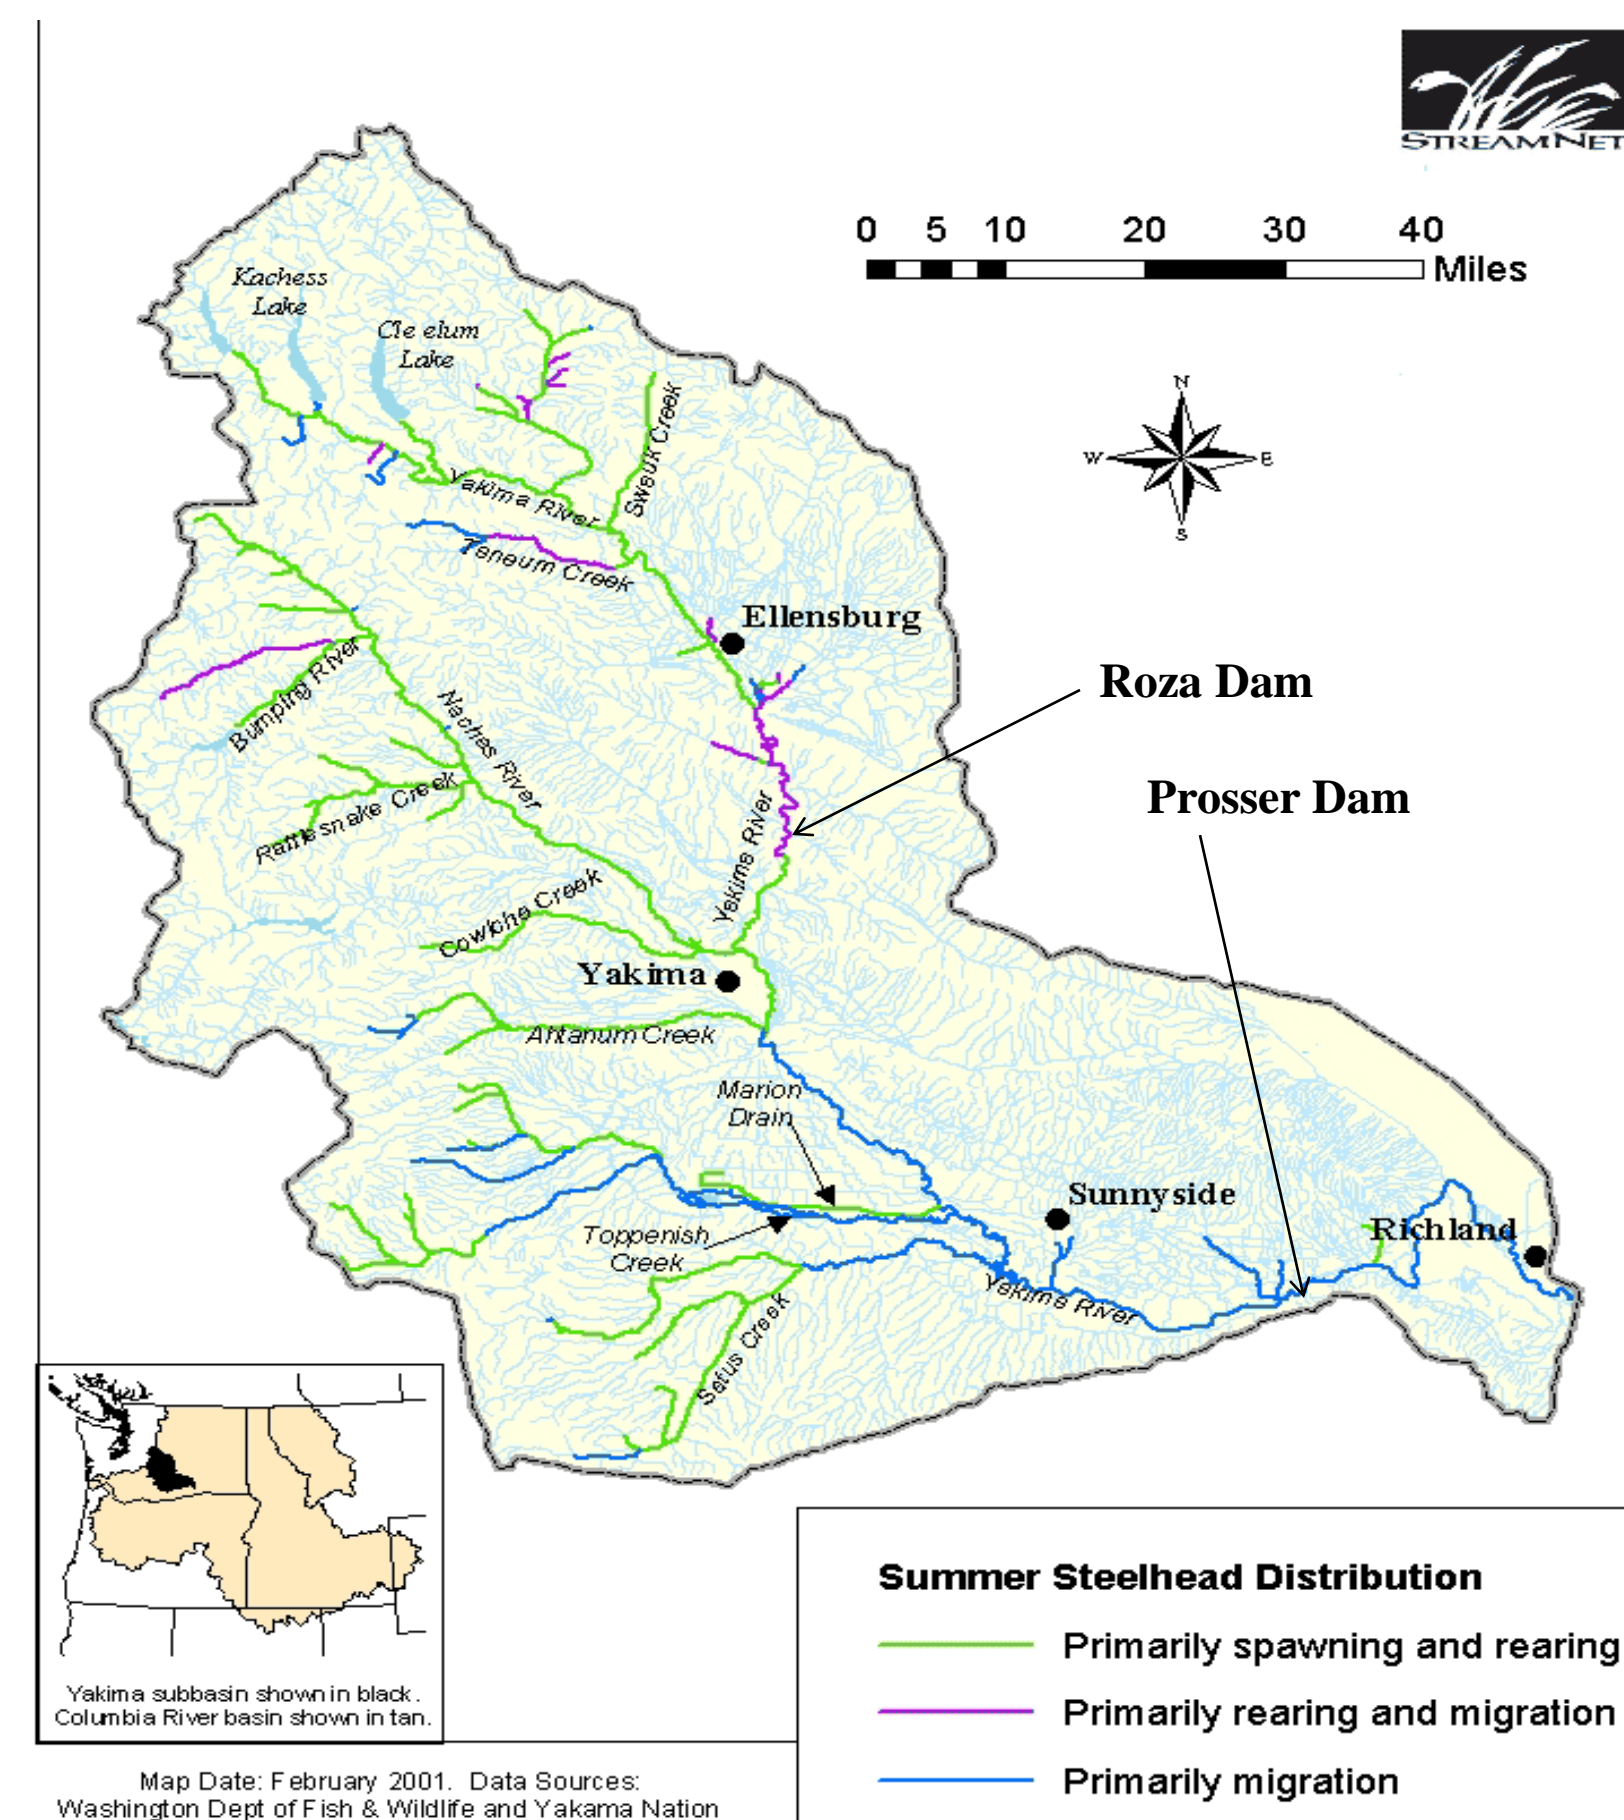 STREAMNET
0 5 10 20 30 40
Miles
Kachess
Lake
Cle elum
Lake
Swauk Creek
Yakima River
Teneum Creek
N
W E
S
Ellensburg
Roza Dam
Bumping River
Naches River
Prosser Dam
Rattlesnake Creek
Yakima River
Cowiche Creek
Yakima
Ahtanum Creek
Marion
Drain
Sunnyside
Toppenish
Creek
Richland
Yakima River
Satus Creek
Yakima subbasin shown in black.
Columbia River basin shown in tan.
Summer Steelhead Distribution
Primarily spawning and rearing
Primarily rearing and migration
Primarily migration
Map Date: February 2001. Data Sources:
Washington Dept of Fish & Wildlife and Yakama Nation